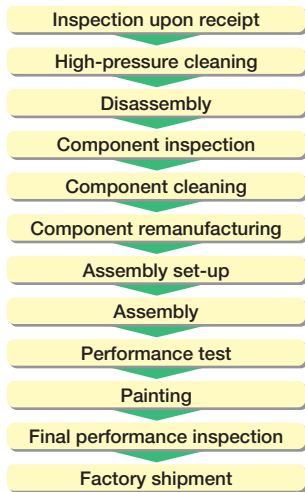 Inspection upon receipt
High-pressure cleaning
Disassembly
Component inspection
Component cleaning
Component remanufacturing
Assembly set-up
Assembly
Performance test
Painting
Final performance inspection
Factory shipment